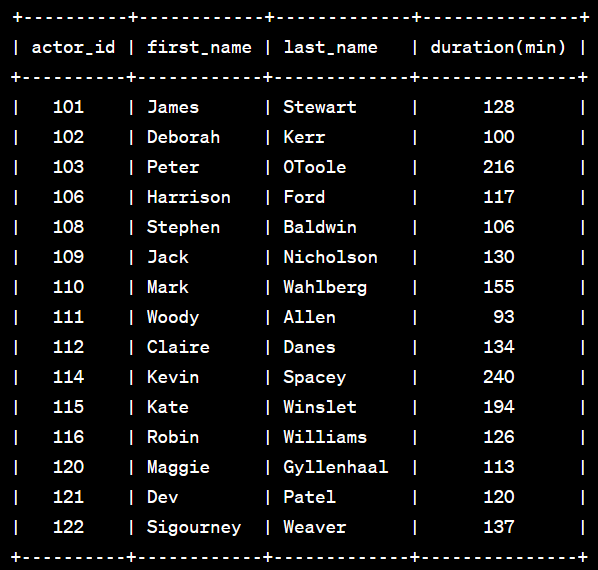 +----------+------------+-------------+---------------+
| actor_id | first_name | last_name   | duration(min) |
+----------+------------+-------------+---------------+
|   101    | James      | Stewart     |      128      |
|   102    | Deborah    | Kerr        |      100      |
|   103    | Peter      | OToole      |      216      |
|   106    | Harrison   | Ford        |      117      |
|   108    | Stephen    | Baldwin     |      106      |
|   109    | Jack       | Nicholson   |      130      |
|   110    | Mark       | Wahlberg    |      155      |
|   111    | Woody      | Allen       |       93      |
|   112    | Claire     | Danes       |      134      |
|   114    | Kevin      | Spacey      |      240      |
|   115    | Kate       | Winslet     |      194      |
|   116    | Robin      | Williams    |      126      |
|   120    | Maggie     | Gyllenhaal  |      113      |
|   121    | Dev        | Patel       |      120      |
|   122    | Sigourney  | Weaver      |      137      |
+----------+------------+-------------+---------------+